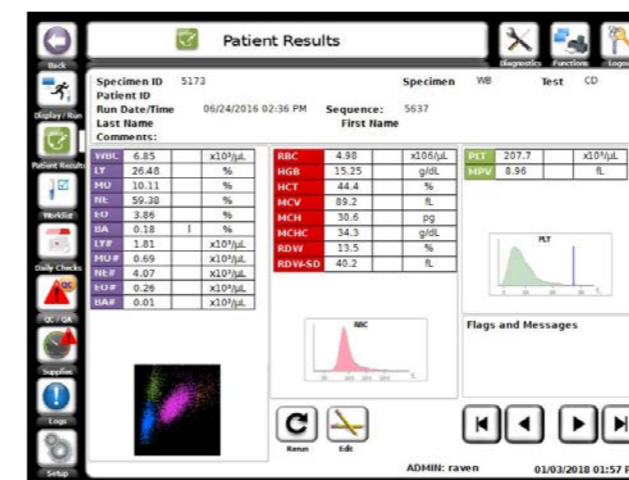 Patient Results
Back
Diagnostics
Functions
Logout
Display / Run
Patient Results
Worklist
Daily Checks
QC / QA
Supplies
Logs
Setup
Specimen ID 5173 Specimen WB Test CD
Patient ID
Run Date/Time 06/24/2016 02:36 PM Sequence: 5637
Last Name First Name
Comments:
WBC 6.85 x10³/µL
LY 26.48 %
MO 10.11 %
NE 59.38 %
EO 3.86 %
BA 0.18 l %
LY# 1.81 x10³/µL
MO# 0.69 x10³/µL
NE# 4.07 x10³/µL
EO# 0.26 x10³/µL
BA# 0.01 x10³/µL
RBC 4.98 x106/µL
HGB 15.25 g/dL
HCT 44.4 %
MCV 89.2 fL
MCH 30.6 pg
MCHC 34.3 g/dL
RDW 13.5 %
RDW-SD 40.2 fL
PLT 207.7 x10³/µL
MPV 8.96 fL
PLT
RBC
Flags and Messages
Rerun
Edit
ADMIN: raven 01/03/2018 01:57